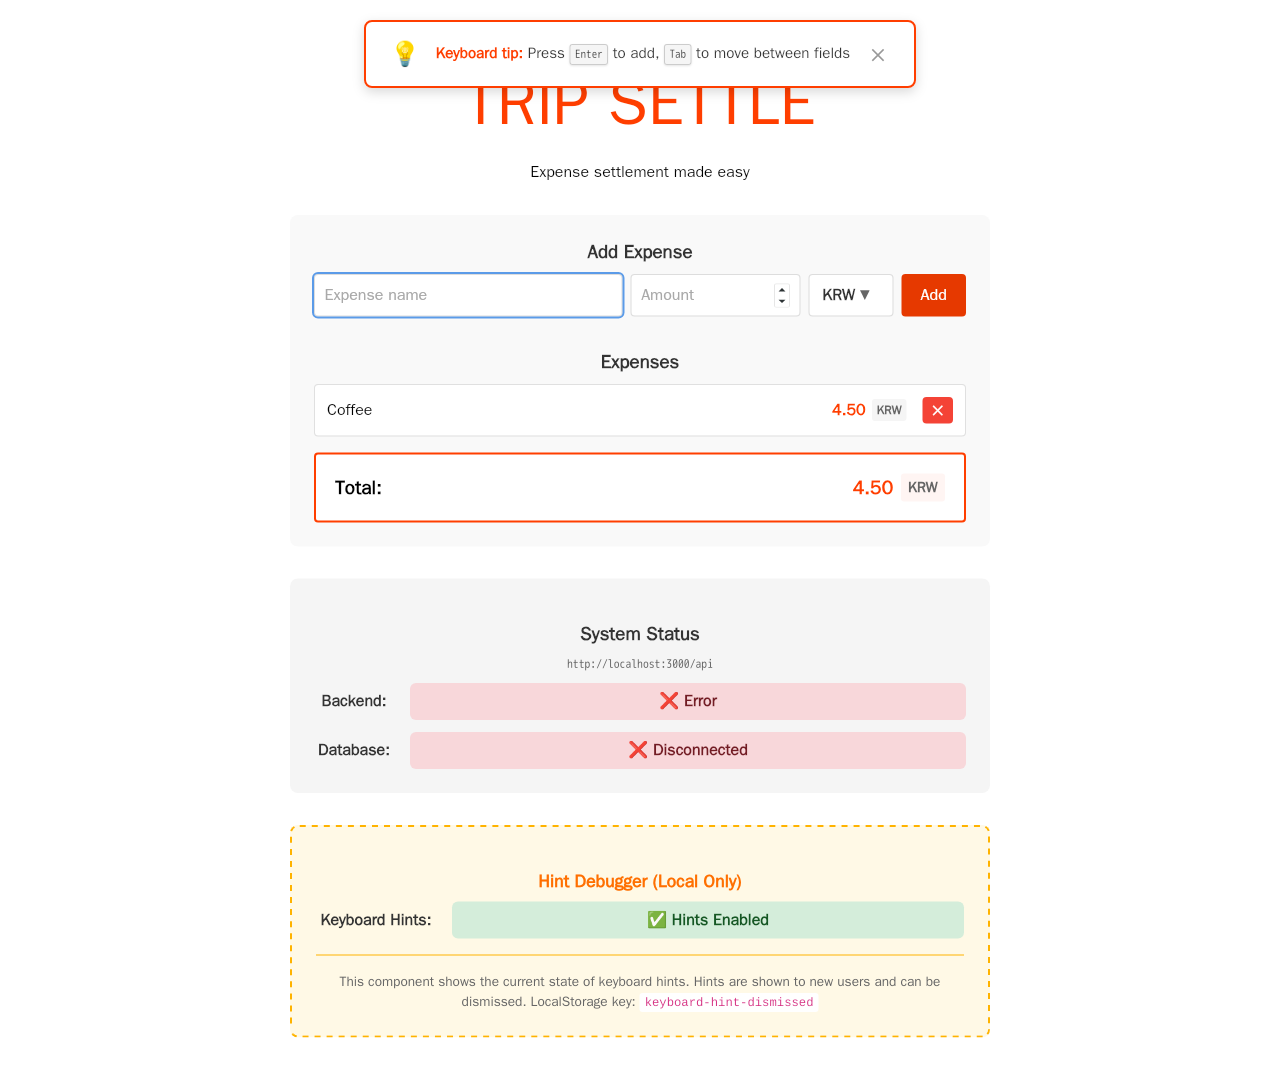 Keyboard tip: Press Enter to add, Tab to move between fields ×
TRIP SETTLE
Expense settlement made easy
Add Expense
Expense name Amount KRW ▼ Add
Expenses
Coffee 4.50 KRW ×
Total: 4.50 KRW
System Status
http://localhost:3000/api
Backend: ❌ Error
Database: ❌ Disconnected
Hint Debugger (Local Only)
Keyboard Hints: ✅ Hints Enabled
This component shows the current state of keyboard hints. Hints are shown to new users and can be
dismissed. LocalStorage key: keyboard-hint-dismissed